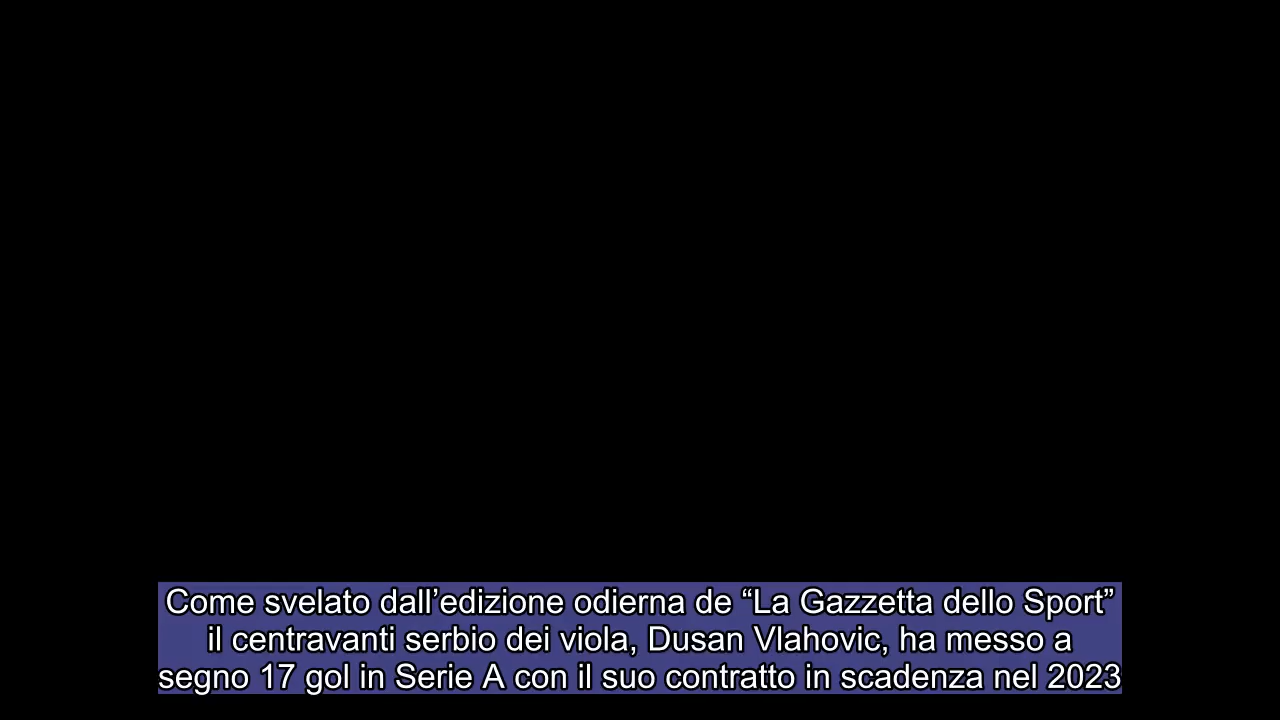 Come svelato dall’edizione odierna de “La Gazzetta dello Sport”
il centravanti serbio dei viola, Dusan Vlahovic, ha messo a
segno 17 gol in Serie A con il suo contratto in scadenza nel 2023